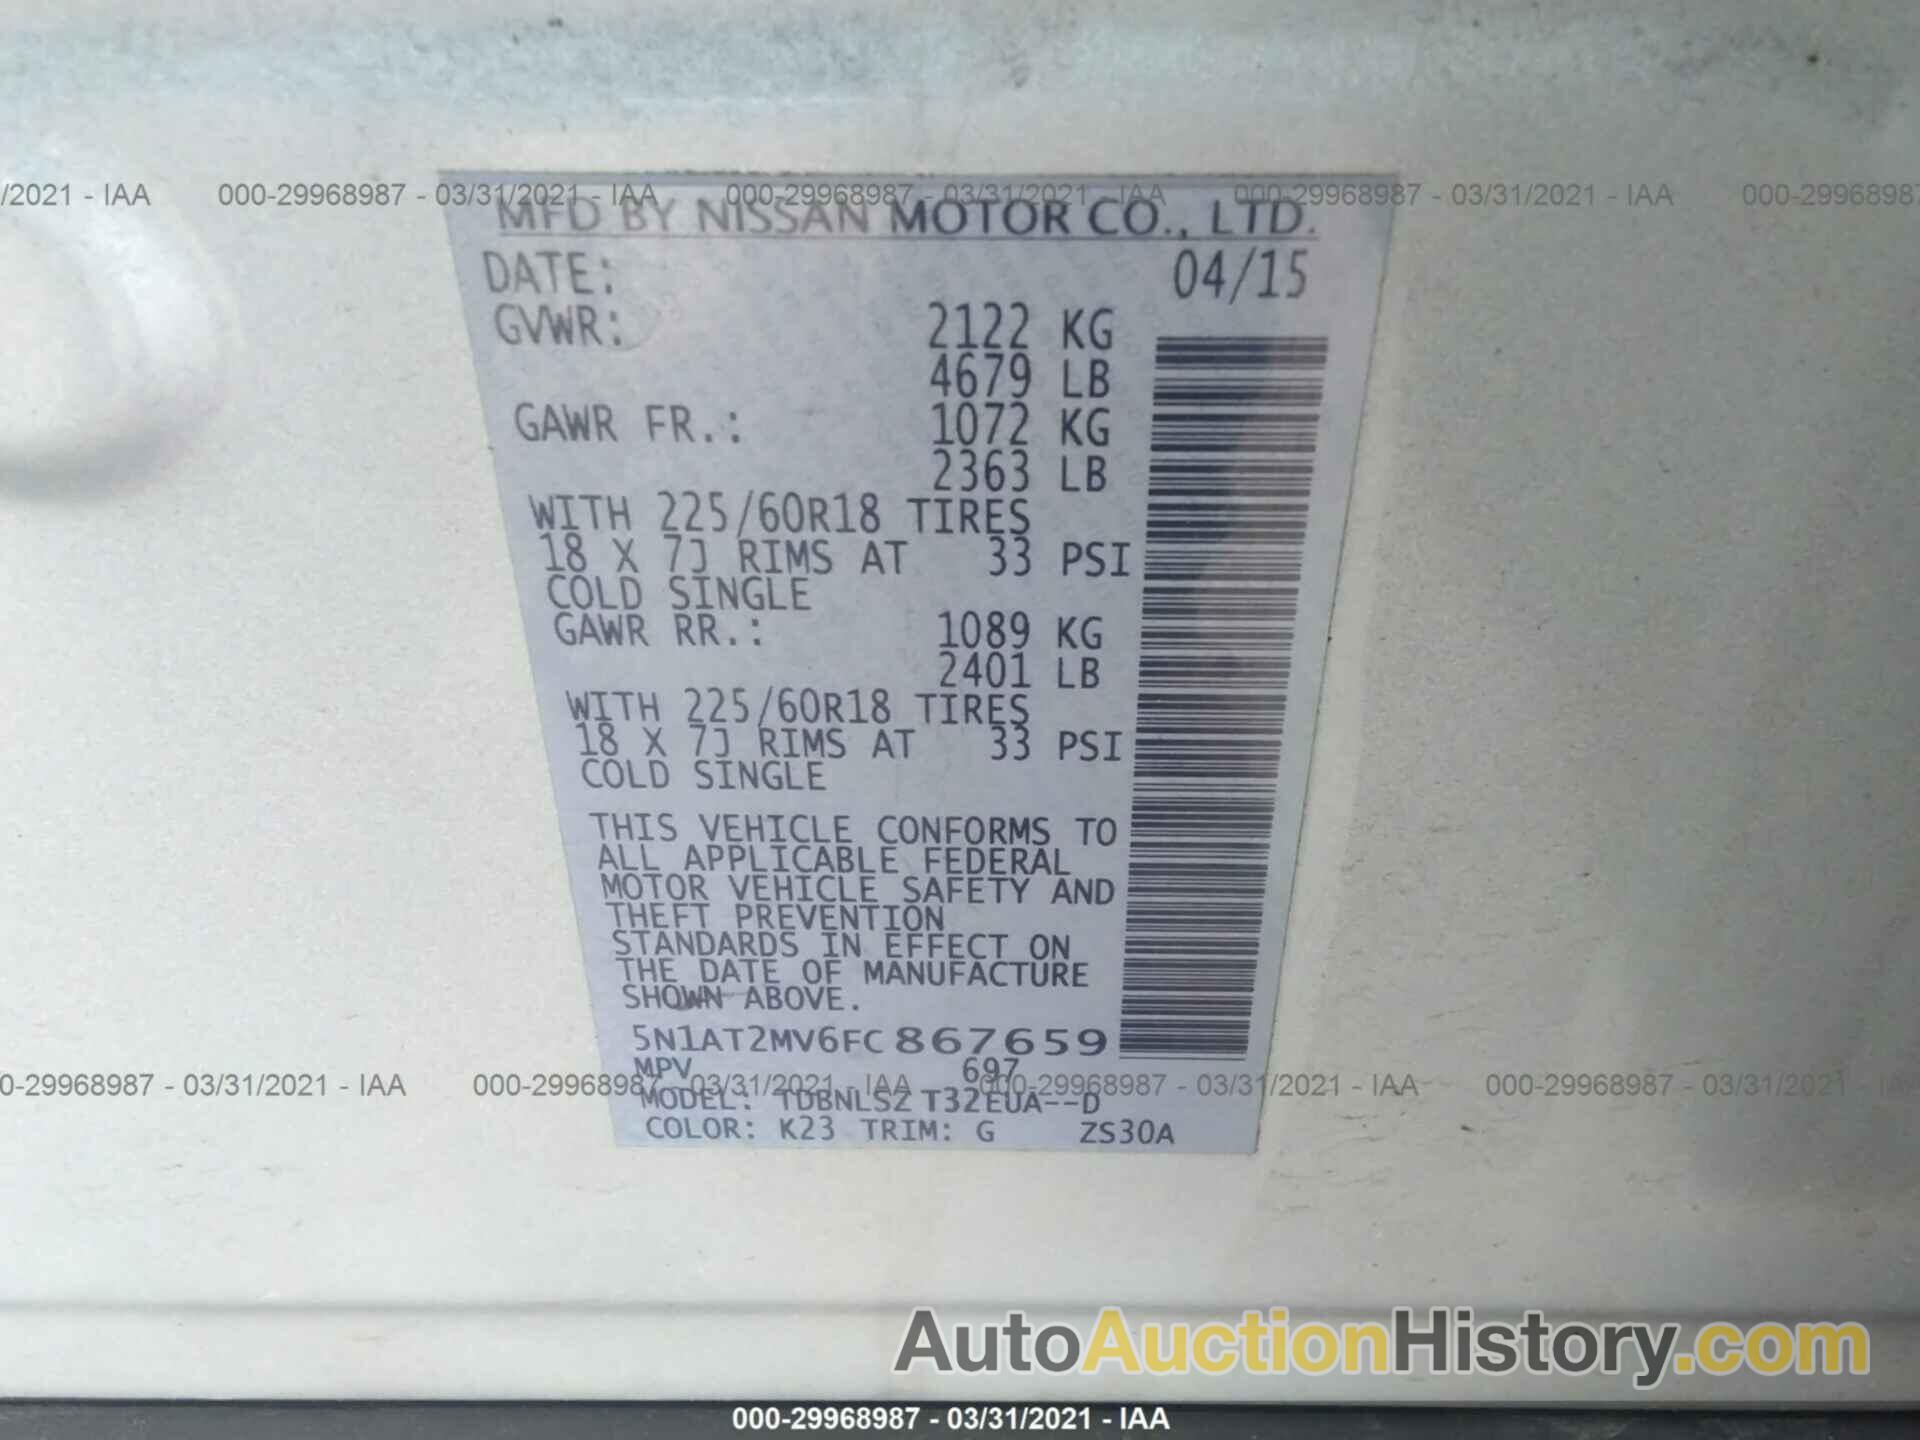 /2021 - IAA 000-29968987 - 03/31/2021 - IAA 000-29968987 - 03/31/2021 - IAA 000-29968987 - 03/31/2021 - IAA 000-2996898
MFD BY NISSAN MOTOR CO., LTD.
DATE: 04/15
GVWR: 2122 KG
4679 LB
GAWR FR.: 1072 KG
2363 LB
WITH 225/60R18 TIRES
18 X 7J RIMS AT 33 PSI
COLD SINGLE
GAWR RR.: 1089 KG
2401 LB
WITH 225/60R18 TIRES
18 X 7J RIMS AT 33 PSI
COLD SINGLE
THIS VEHICLE CONFORMS TO
ALL APPLICABLE FEDERAL
MOTOR VEHICLE SAFETY AND
THEFT PREVENTION
STANDARDS IN EFFECT ON
THE DATE OF MANUFACTURE
SHOWN ABOVE.
5N1AT2MV6FC867659
MPV 697
0-29968987 - 03/31/2021 - IAA 000-29968987 - 03/31/2021 - IAA 000-29968987 - 03/31/2021 - IAA 000-29968987 - 03/31/2021 - IAA
MODEL: TDBNLSZ T32EUA--D
COLOR: K23 TRIM: G ZS30A
AutoAuctionHistory.com
000-29968987 - 03/31/2021 - IAA